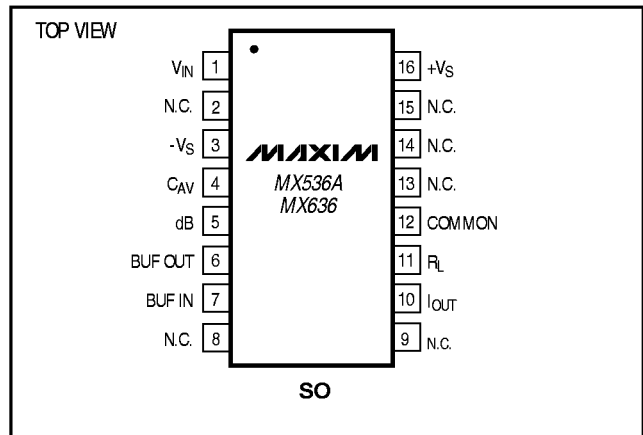 TOP VIEW
VIN 1
N.C. 2
-VS 3
CAV 4
dB 5
BUF OUT 6
BUF IN 7
N.C. 8
MAXIM
MX536A
MX636
16 +VS
15 N.C.
14 N.C.
13 N.C.
12 COMMON
11 RL
10 IOUT
9 N.C.
SO